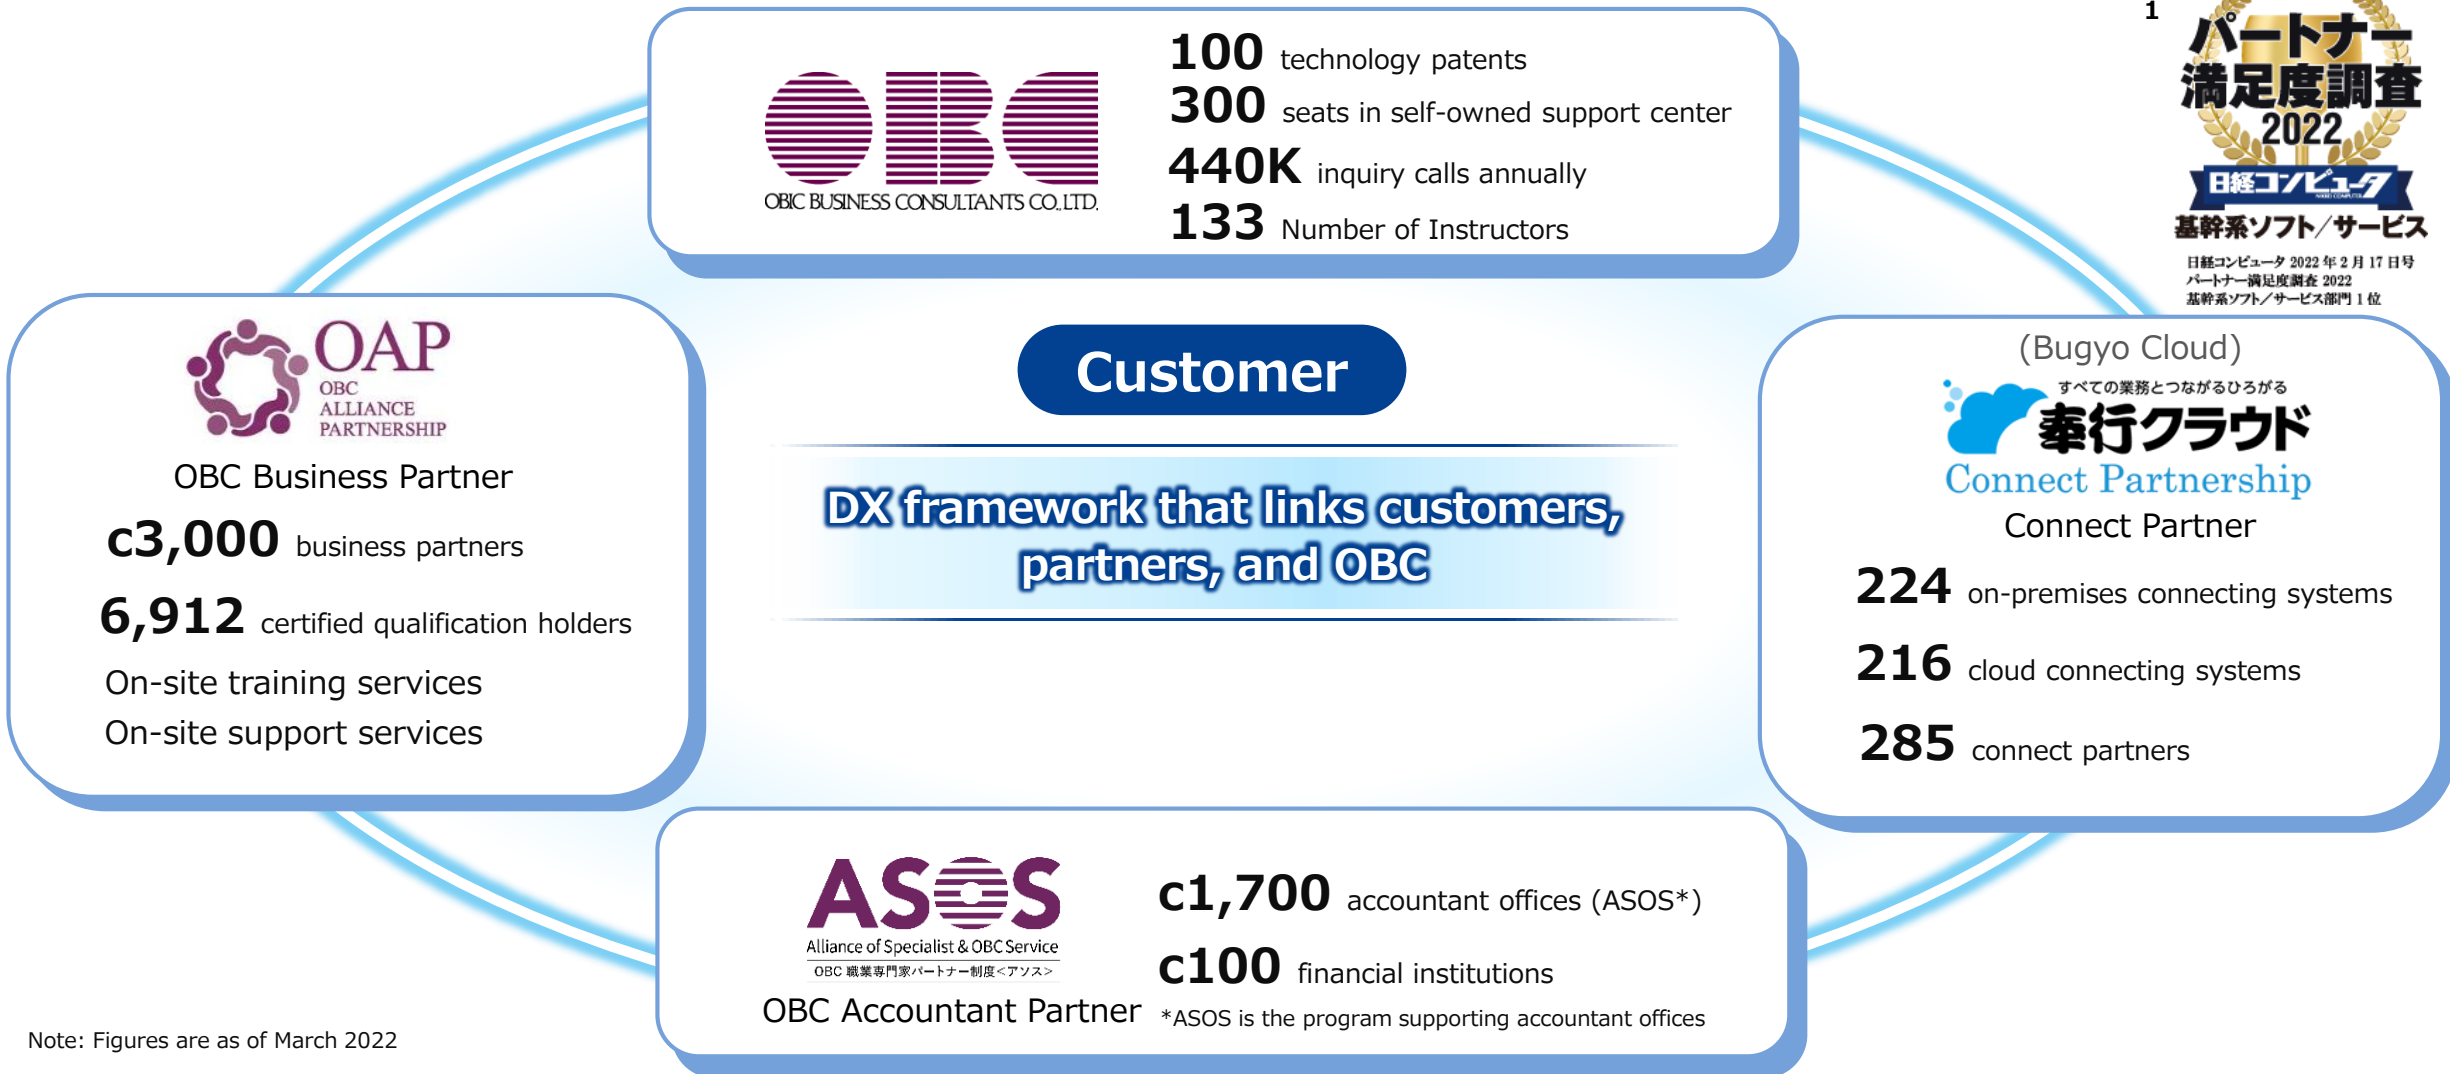 OBC
OBIC BUSINESS CONSULTANTS CO.,LTD.
100 technology patents
300 seats in self-owned support center
440K inquiry calls annually
133 Number of Instructors
1
パートナー
満足度調査
2022
日経コンピュータ
NIKKEI COMPUTER
基幹系ソフト／サービス
日経コンピュータ 2022 年 2 月 17 日号
パートナー満足度調査 2022
基幹系ソフト／サービス部門 1 位
OAP
OBC
ALLIANCE
PARTNERSHIP
OBC Business Partner
c3,000 business partners
6,912 certified qualification holders
On-site training services
On-site support services
Customer
DX framework that links customers,
partners, and OBC
(Bugyo Cloud)
すべての業務とつながるひろがる
奉行クラウド
Connect Partnership
Connect Partner
224 on-premises connecting systems
216 cloud connecting systems
285 connect partners
ASOS
Alliance of Specialist & OBC Service
OBC 職業専門家パートナー制度<アソス>
OBC Accountant Partner
c1,700 accountant offices (ASOS*)
c100 financial institutions
*ASOS is the program supporting accountant offices
Note: Figures are as of March 2022